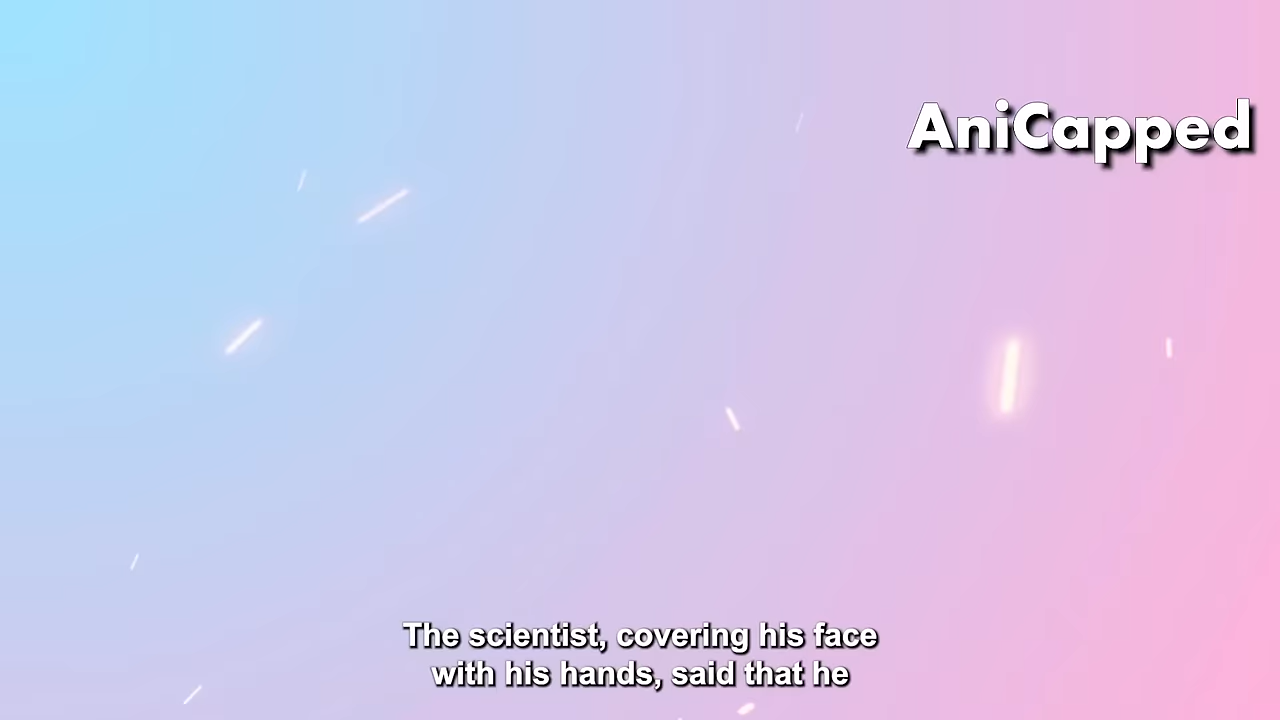 AniCapped
The scientist, covering his face
with his hands, said that he